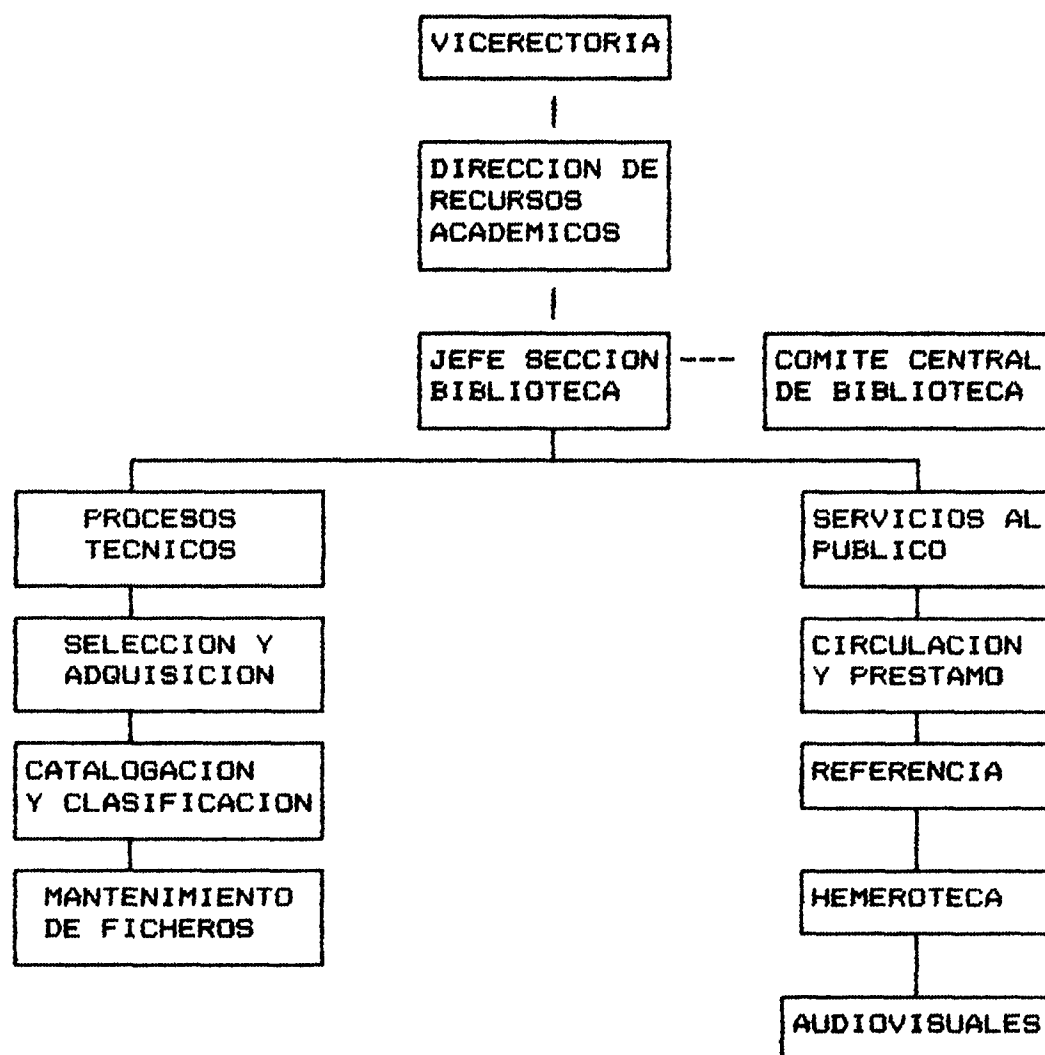 VICERECTORIA
DIRECCION DE
RECURSOS
ACADEMICOS
JEFE SECCION
BIBLIOTECA
COMITE CENTRAL
DE BIBLIOTECA
PROCESOS
TECNICOS
SELECCION Y
ADQUISICION
CATALOGACION
Y CLASIFICACION
MANTENIMIENTO
DE FICHEROS
SERVICIOS AL
PUBLICO
CIRCULACION
Y PRESTAMO
REFERENCIA
HEMEROTECA
AUDIOVISUALES